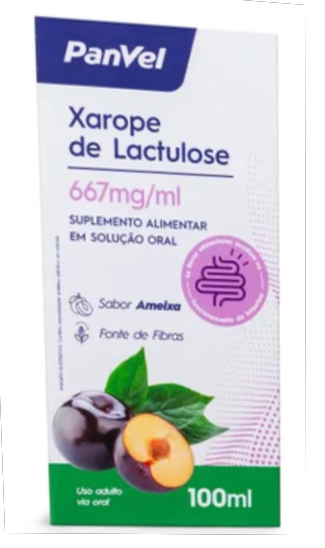 PanVel
Xarope
de Lactulose
667mg/ml
SUPLEMENTO ALIMENTAR
EM SOLUÇÃO ORAL
Sabor Ameixa
Fonte de Fibras
Uso adulto
via oral
100ml